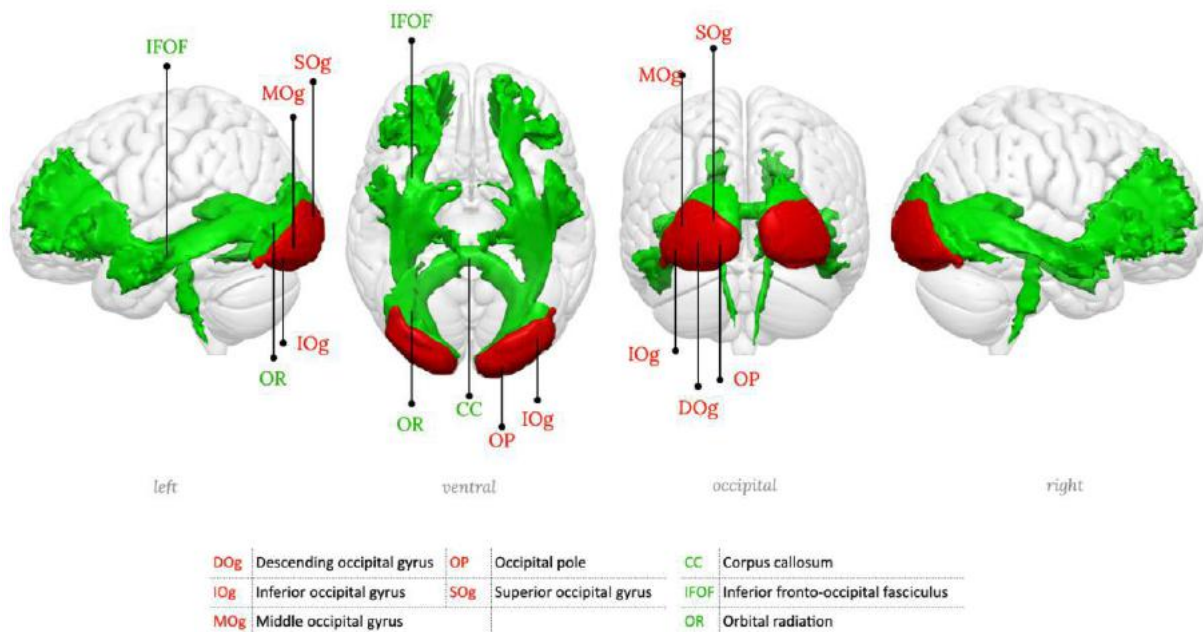 IFOF
IFOF
SOg
SOg
MOg
MOg
IOg
OR
OR
CC
OP
IOg
IOg
DOg
OP
left
ventral
occipital
right
DOg Descending occipital gyrus OP Occipital pole CC Corpus callosum
IOg Inferior occipital gyrus SOg Superior occipital gyrus IFOF Inferior fronto-occipital fasciculus
MOg Middle occipital gyrus OR Orbital radiation